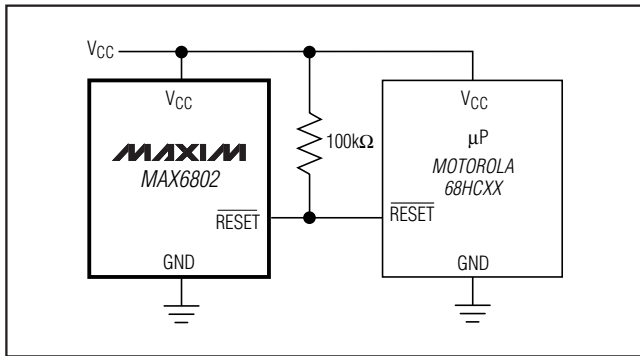 VCC
VCC
VCC
MAXIM
MAX6802
100kΩ
μP
MOTOROLA
68HCXX
RESET
RESET
GND
GND